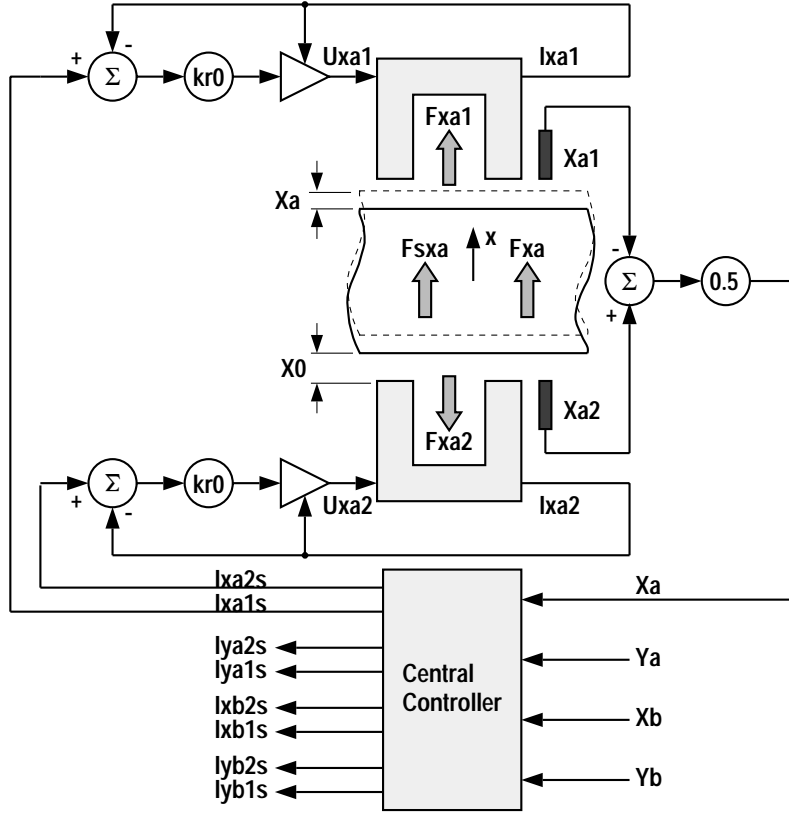 -
+
Σ
kr0
Uxa1
Ixa1
Fxa1
Xa1
Xa
x
Fsxa
Fxa
-
Σ
0.5
+
X0
Xa2
Fxa2
Σ
kr0
+
-
Uxa2
Ixa2
Ixa2s
Ixa1s
Xa
Iya2s
Iya1s
Ya
Central
Controller
Ixb2s
Ixb1s
Xb
Iyb2s
Iyb1s
Yb